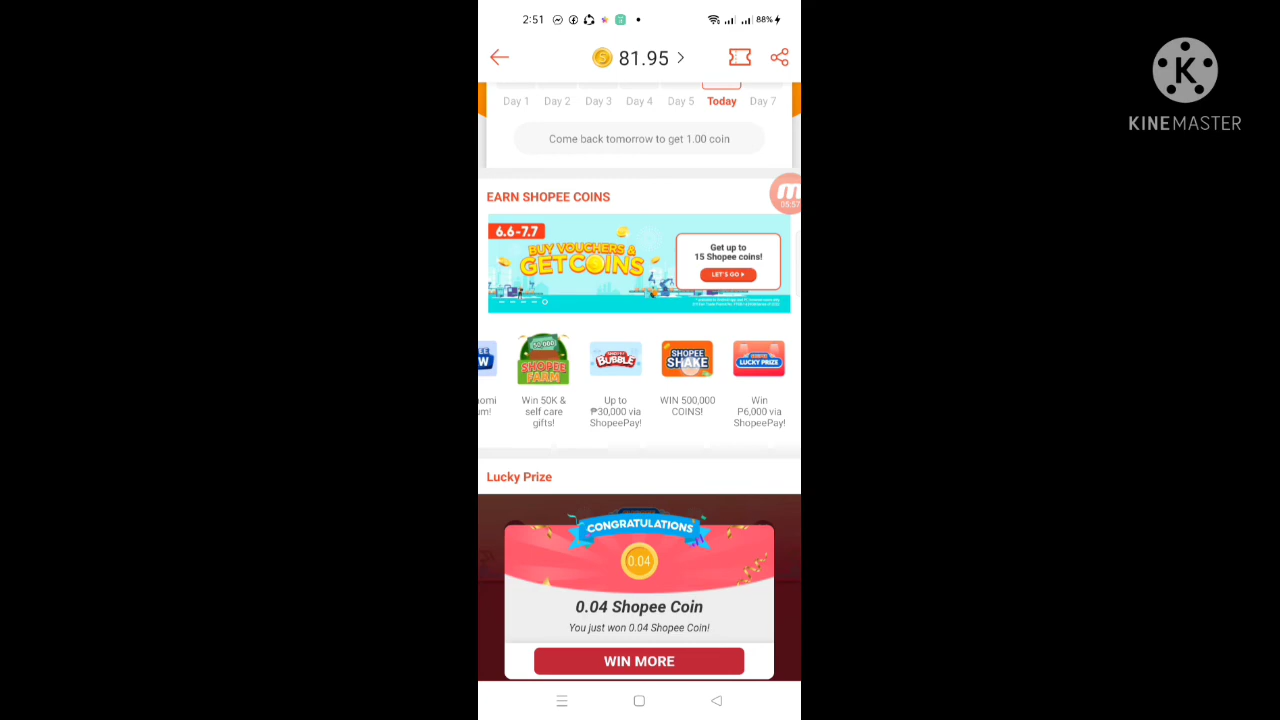 2:51
88%
81.95
K
KINEMASTER
Day 1 Day 2 Day 3 Day 4 Day 5 Today Day 7
Come back tomorrow to get 1.00 coin
EARN SHOPEE COINS
05:57
6.6-7.7
BUY VOUCHERS &
GET COINS
Get up to
15 Shopee coins!
LET'S GO
50,000
SHOPEE
FARM
BUBBLE
SHOPEE
SHAKE
LUCKY PRIZE
Win 50K &
self care
gifts!
Up to
₱30,000 via
ShopeePay!
WIN 500,000
COINS!
Win
P6,000 via
ShopeePay!
Lucky Prize
CONGRATULATIONS
0.04
0.04 Shopee Coin
You just won 0.04 Shopee Coin!
WIN MORE